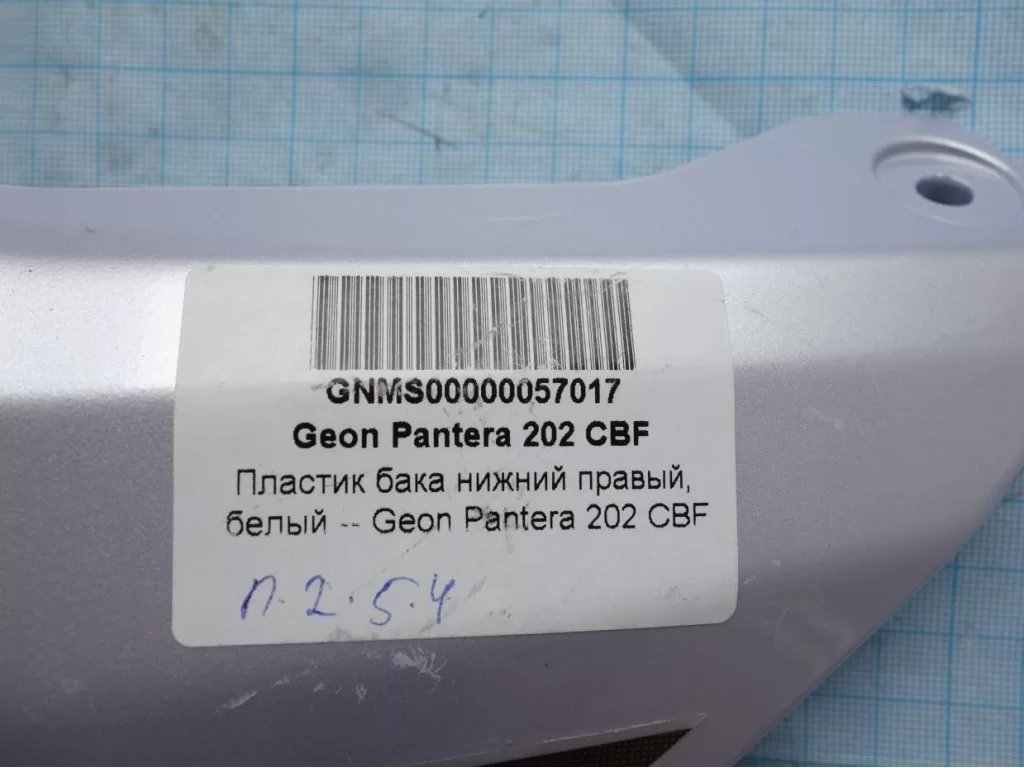 GNMS00000057017
Geon Pantera 202 CBF
Пластик бака нижний правый,
белый -- Geon Pantera 202 CBF
п. 2. 5. 4